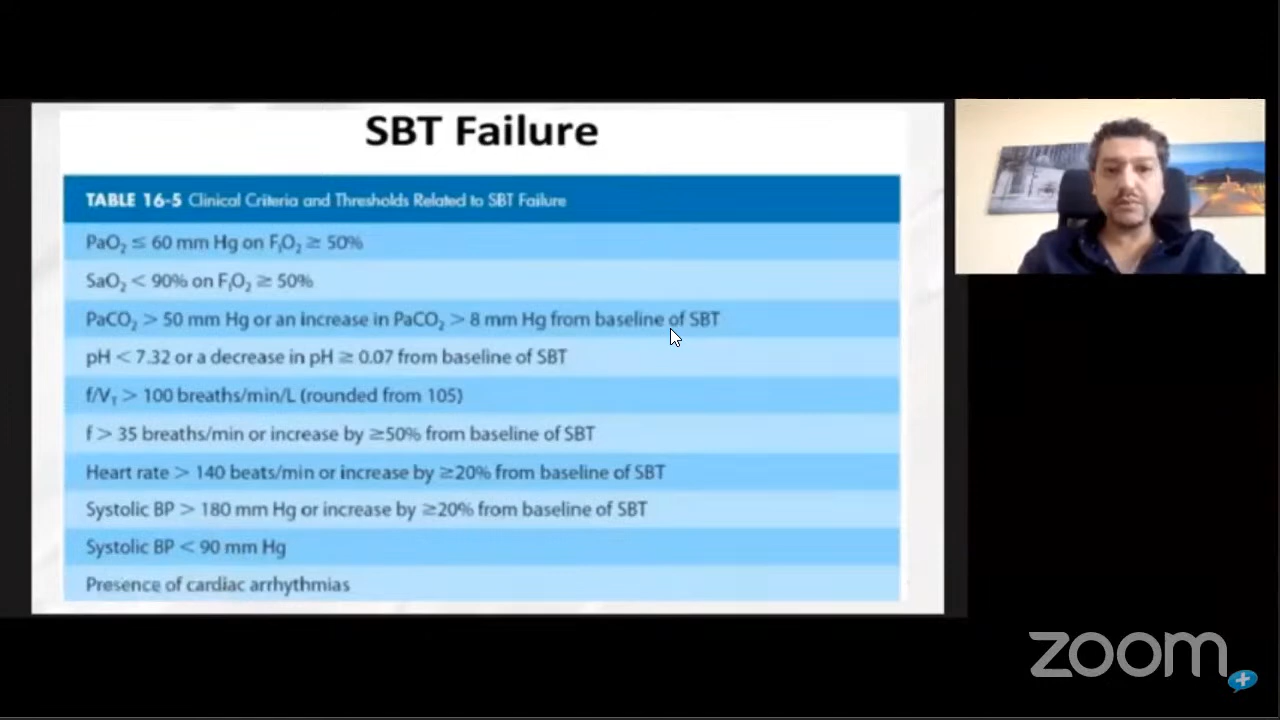 SBT Failure
TABLE 16-5 Clinical Criteria and Thresholds Related to SBT Failure
PaO₂ ≤ 60 mm Hg on FᵢO₂ ≥ 50%
SaO₂ < 90% on FᵢO₂ ≥ 50%
PaCO₂ > 50 mm Hg or an increase in PaCO₂ > 8 mm Hg from baseline of SBT
pH < 7.32 or a decrease in pH ≥ 0.07 from baseline of SBT
f/V_T > 100 breaths/min/L (rounded from 105)
f > 35 breaths/min or increase by ≥50% from baseline of SBT
Heart rate > 140 beats/min or increase by ≥20% from baseline of SBT
Systolic BP > 180 mm Hg or increase by ≥20% from baseline of SBT
Systolic BP < 90 mm Hg
Presence of cardiac arrhythmias
zoom